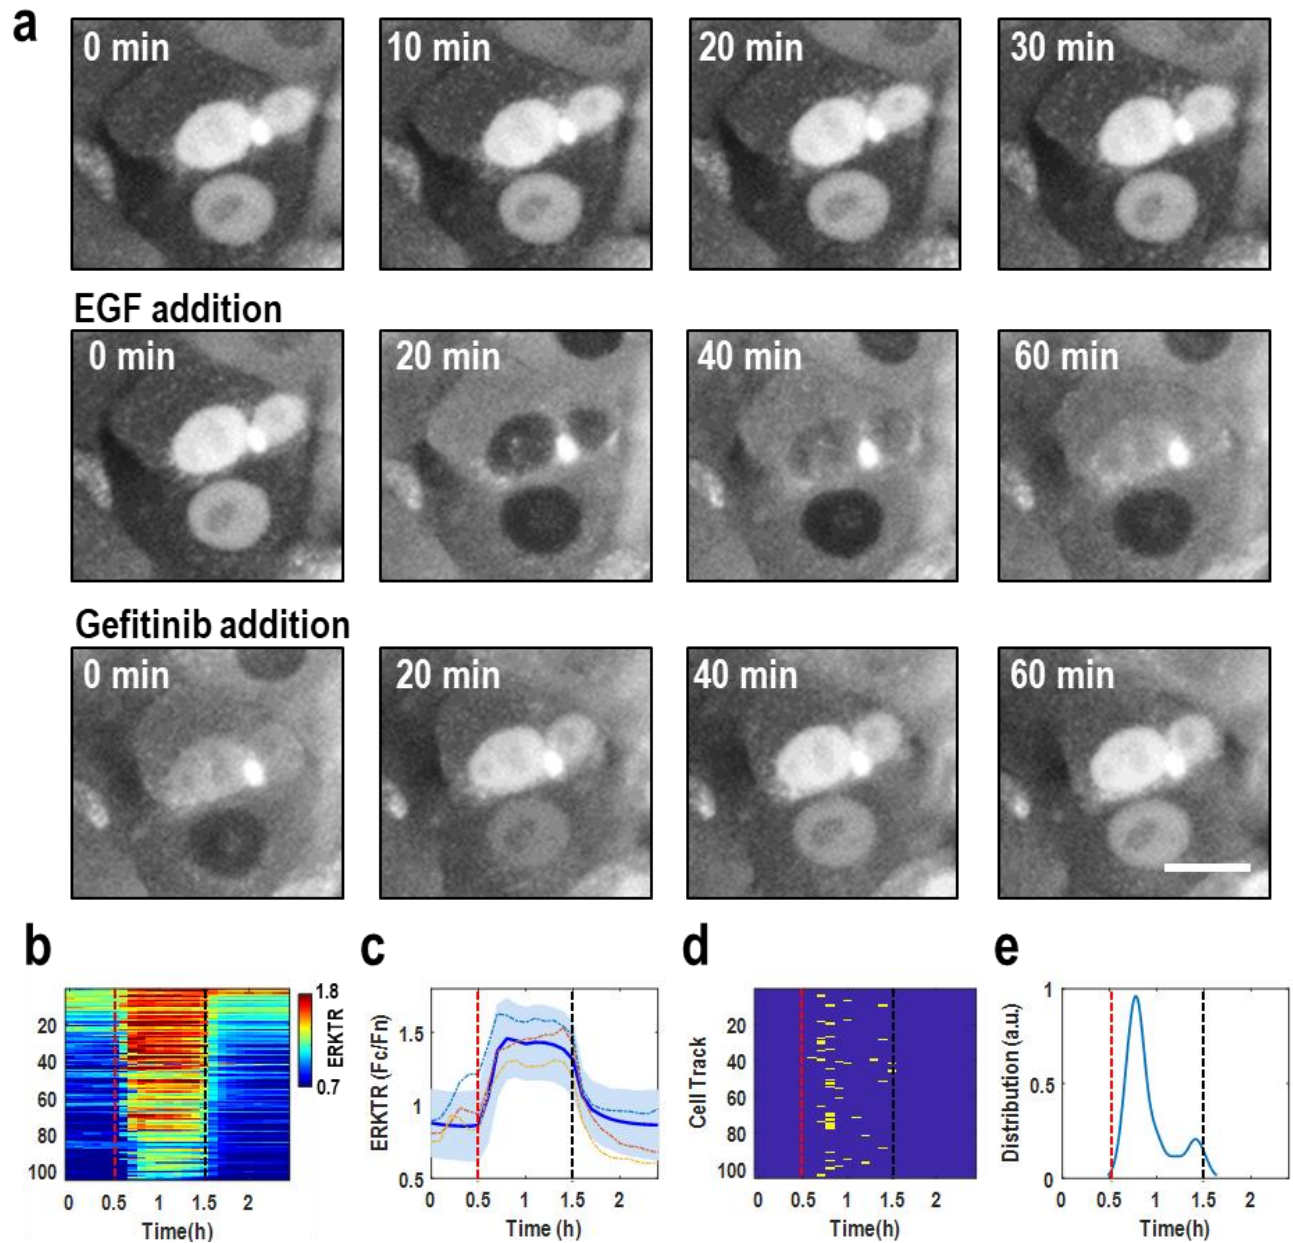 a
0 min 10 min 20 min 30 min
EGF addition
0 min 20 min 40 min 60 min
Gefitinib addition
0 min 20 min 40 min 60 min
b
1.8
ERKTR
0.7
20
40
60
80
100
0 0.5 1 1.5 2
Time(h)
c
ERKTR (Fc/Fn)
1.5
1
0.5
0 0.5 1 1.5 2
Time (h)
d
Cell Track
20
40
60
80
100
0 0.5 1 1.5 2
Time(h)
e
Distribution (a.u.)
1
0.5
0
0 0.5 1 1.5 2
Time (h)